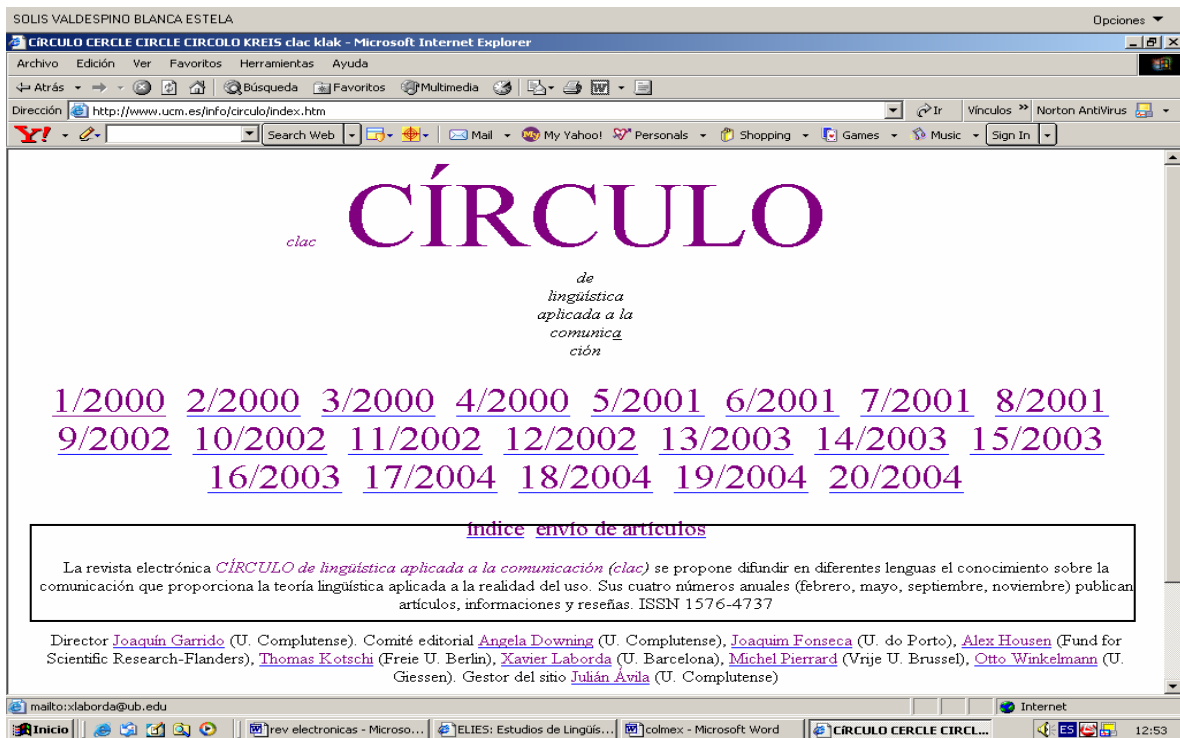 SOLIS VALDESPINO BLANCA ESTELA Opciones
CíRCULO CERCLE CIRCLE CIRCOLO KREIS clac klak - Microsoft Internet Explorer
Archivo Edición Ver Favoritos Herramientas Ayuda
Atrás Búsqueda Favoritos Multimedia
Dirección http://www.ucm.es/info/circulo/index.htm Ir Vínculos » Norton AntiVirus
Y! Search Web Mail My Yahoo! Personals Shopping Games Music Sign In
clac CÍRCULO
de
lingüística
aplicada a la
comunica
ción
1/2000 2/2000 3/2000 4/2000 5/2001 6/2001 7/2001 8/2001
9/2002 10/2002 11/2002 12/2002 13/2003 14/2003 15/2003
16/2003 17/2004 18/2004 19/2004 20/2004
índice envío de artículos
La revista electrónica CÍRCULO de lingüística aplicada a la comunicación (clac) se propone difundir en diferentes lenguas el conocimiento sobre la
comunicación que proporciona la teoría lingüística aplicada a la realidad del uso. Sus cuatro números anuales (febrero, mayo, septiembre, noviembre) publican
artículos, informaciones y reseñas. ISSN 1576-4737
Director Joaquín Garrido (U. Complutense). Comité editorial Angela Downing (U. Complutense), Joaquim Fonseca (U. do Porto), Alex Housen (Fund for
Scientific Research-Flanders), Thomas Kotschi (Freie U. Berlin), Xavier Laborda (U. Barcelona), Michel Pierrard (Vrije U. Brussel), Otto Winkelmann (U.
Giessen). Gestor del sitio Julián Ávila (U. Complutense)
mailto:xlaborda@ub.edu Internet
Inicio rev electronicas - Microso... ELIES: Estudios de Lingüís... colmex - Microsoft Word CíRCULO CERCLE CIRCL... ES 12:53